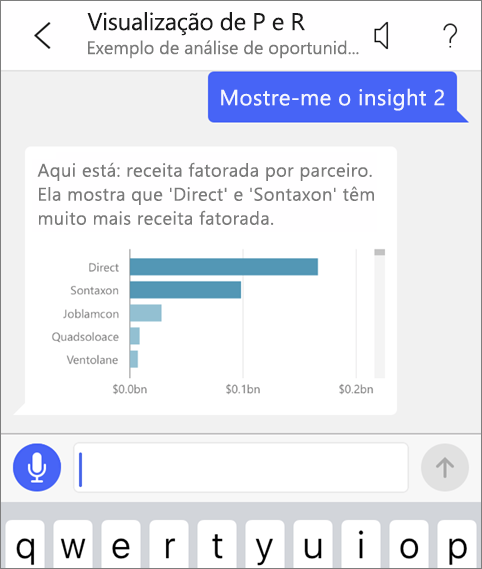 Visualização de P e R
Exemplo de análise de oportunid...
?
Mostre-me o insight 2
Aqui está: receita fatorada por parceiro.
Ela mostra que 'Direct' e 'Sontaxon' têm
muito mais receita fatorada.
Direct
Sontaxon
Joblamcon
Quadsoloace
Ventolane
$0.0bn $0.1bn $0.2bn
q w e r t y u i o p